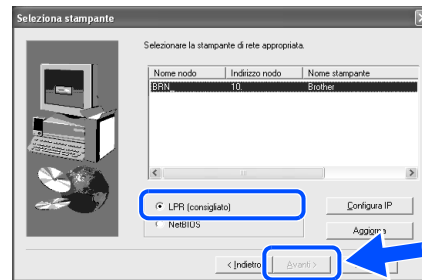 Seleziona stampante
Selezionare la stampante di rete appropriata.
Nome nodo Indirizzo nodo Nome stampante
BRN_ 10. Brother
LPR (consigliato)
Configura IP
NetBIOS
Aggiorna
< Indietro Avanti >